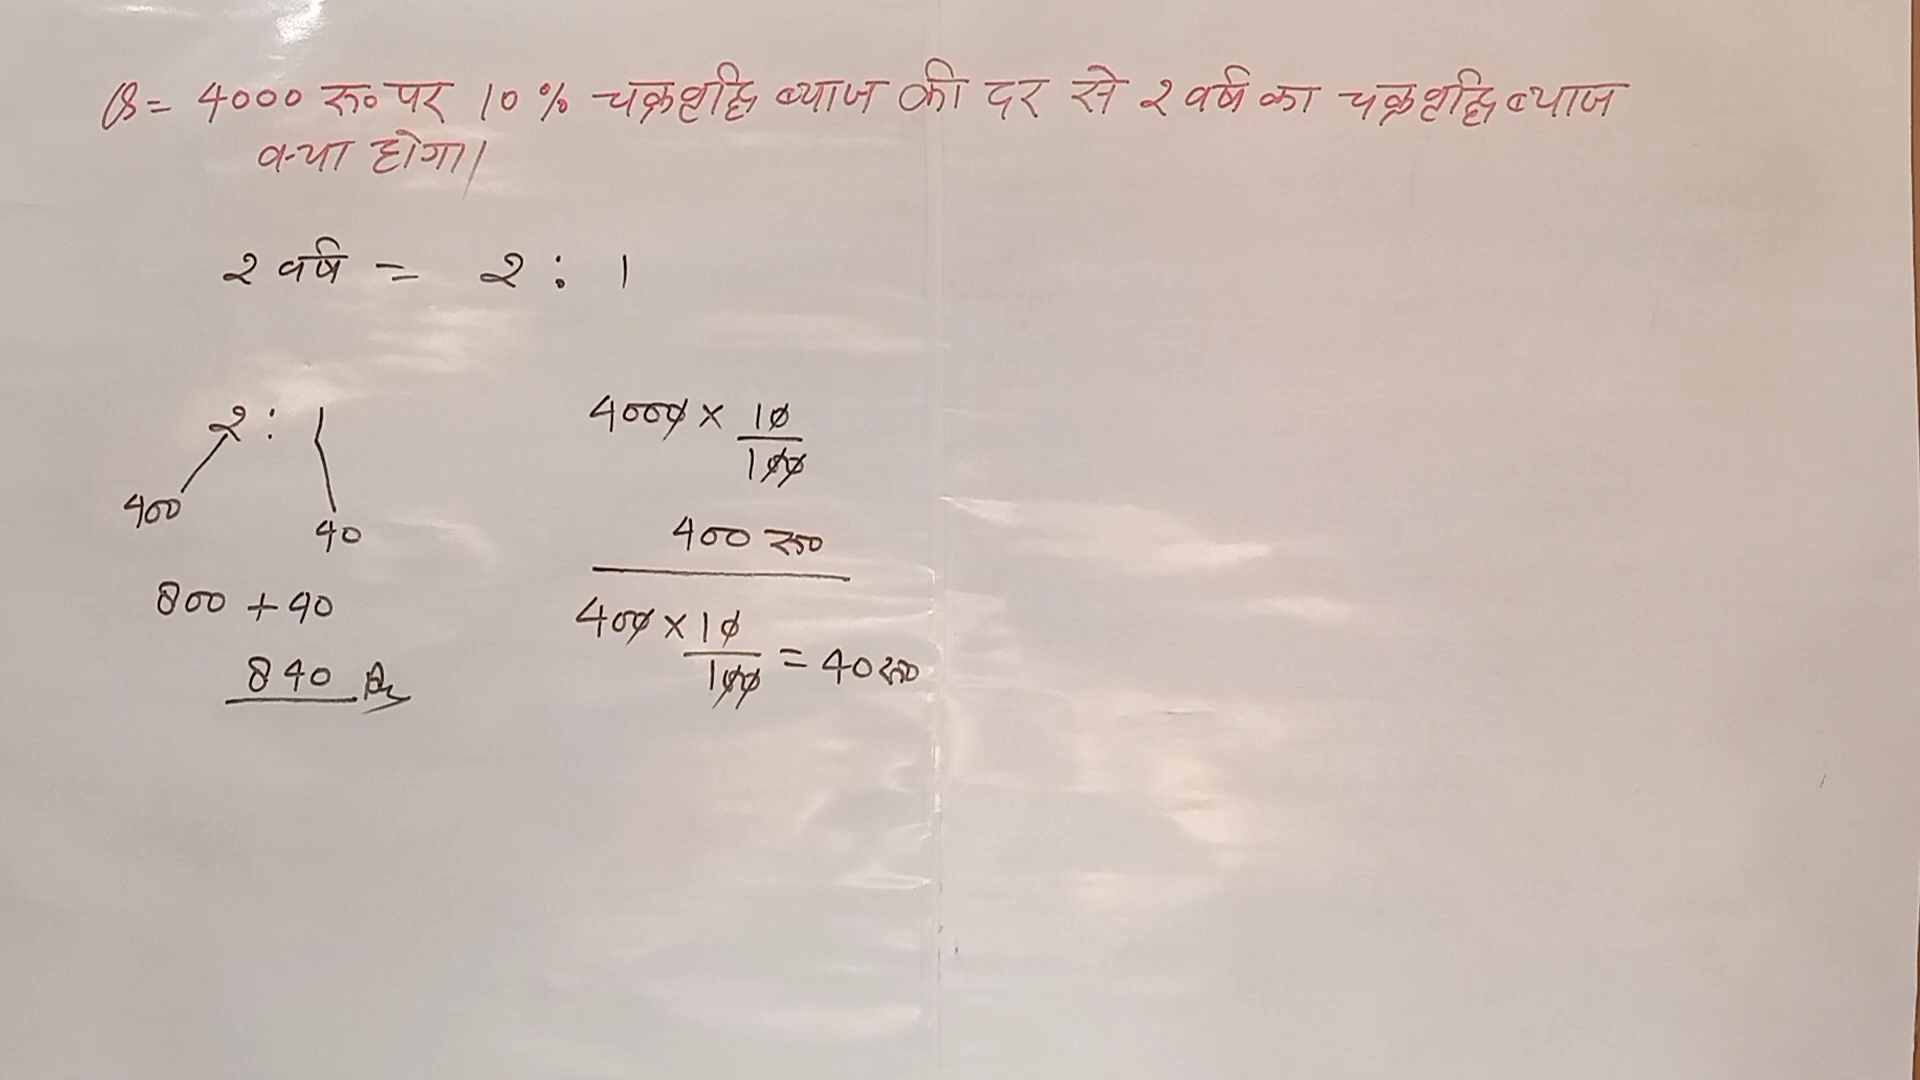 Q= 4000 रू० पर 10% चक्रवृद्धि ब्याज की दर से 2 वर्ष का चक्रवृद्धि ब्याज
क्या होगा।
2 वर्ष = 2 : 1
2 : 1
400
40
800 + 40
840 Rs
4000 × 10
100
400 रू०
400 × 10
100 = 40 रू०